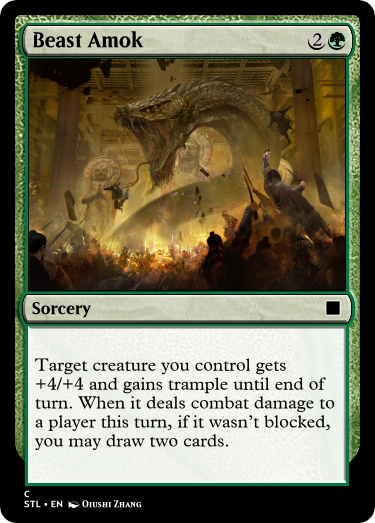 Beast Amok 2
Sorcery
Target creature you control gets
+4/+4 and gains trample until end of
turn. When it deals combat damage to
a player this turn, if it wasn't blocked,
you may draw two cards.
C
STL • EN Qiushi Zhang